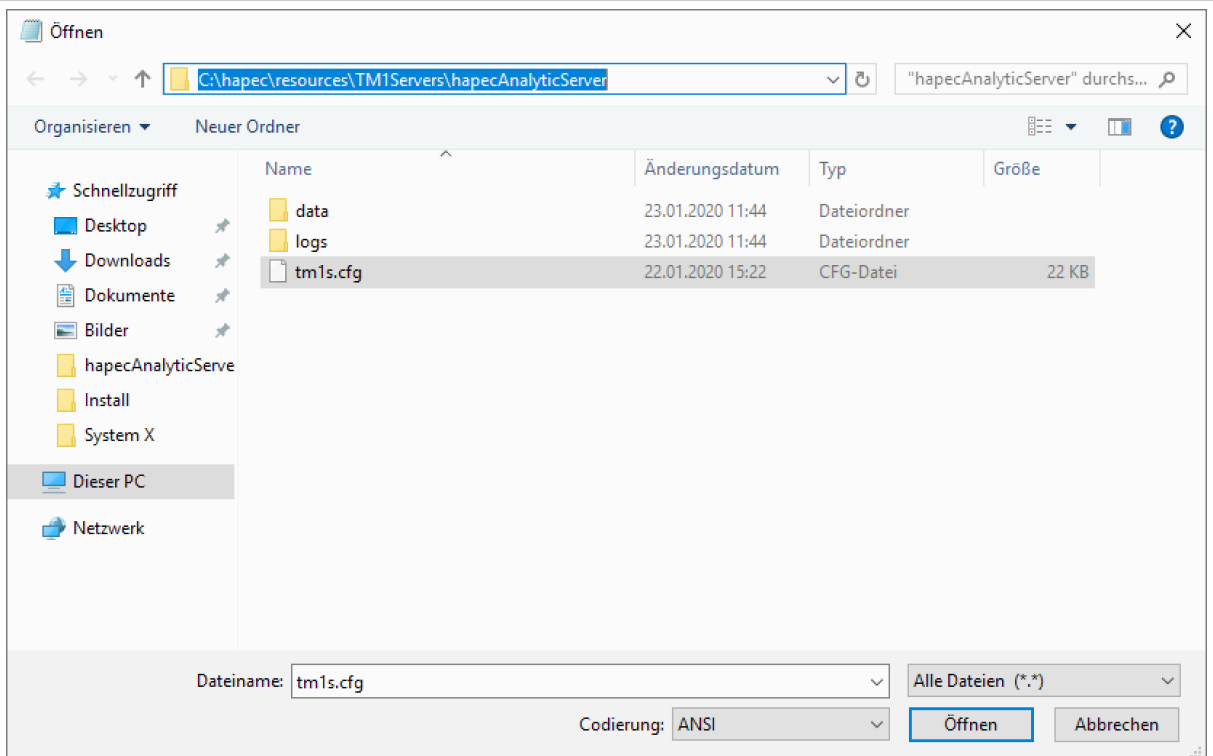 Öffnen
C:\hapec\resources\TM1Servers\hapecAnalyticServer
"hapecAnalyticServer" durchs...
Organisieren
Neuer Ordner
?
Name Änderungsdatum Typ Größe
Schnellzugriff
Desktop
Downloads
Dokumente
Bilder
hapecAnalyticServe
Install
System X
Dieser PC
Netzwerk
data 23.01.2020 11:44 Dateiordner
logs 23.01.2020 11:44 Dateiordner
tm1s.cfg 22.01.2020 15:22 CFG-Datei 22 KB
Dateiname: tm1s.cfg Alle Dateien (*.*)
Codierung: ANSI Öffnen Abbrechen